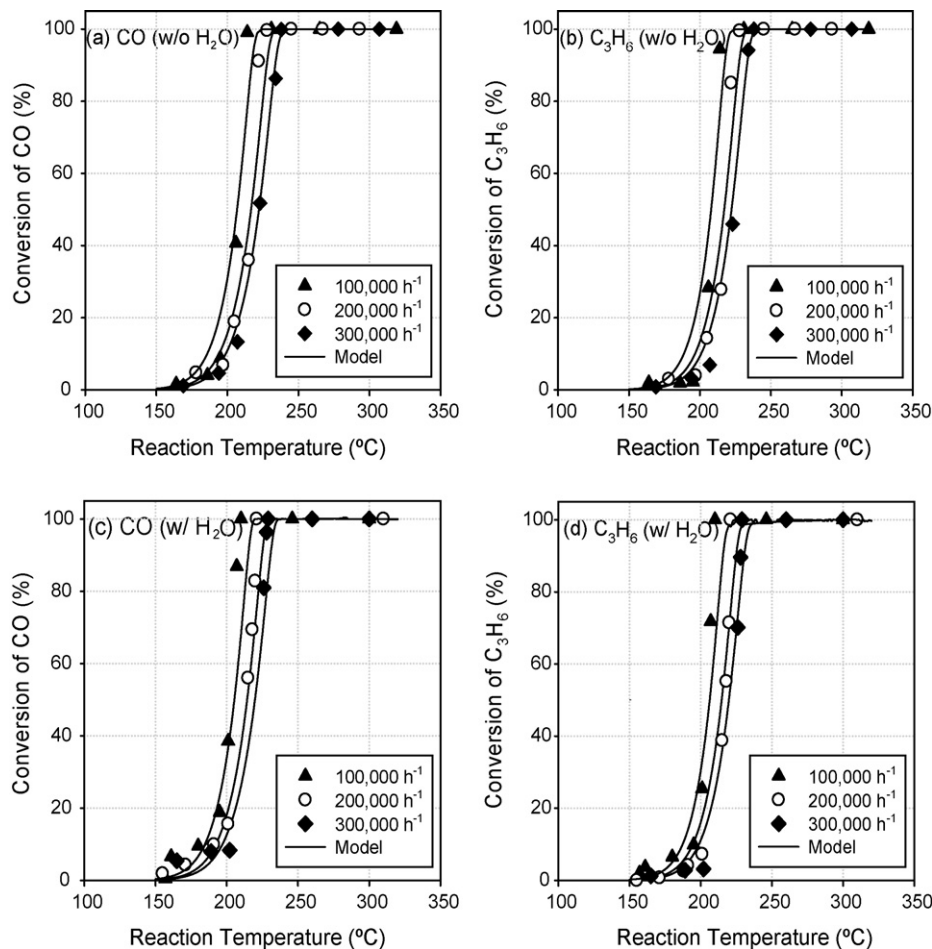 (a) CO (w/o H₂O)
Conversion of CO (%)
100
80
60
40
20
0
▲ 100,000 h⁻¹
○ 200,000 h⁻¹
◆ 300,000 h⁻¹
— Model
100 150 200 250 300 350
Reaction Temperature (ºC)
(b) C₃H₆ (w/o H₂O)
Conversion of C₃H₆ (%)
100
80
60
40
20
0
▲ 100,000 h⁻¹
○ 200,000 h⁻¹
◆ 300,000 h⁻¹
— Model
100 150 200 250 300 350
Reaction Temperature (ºC)
(c) CO (w/ H₂O)
Conversion of CO (%)
100
80
60
40
20
0
▲ 100,000 h⁻¹
○ 200,000 h⁻¹
◆ 300,000 h⁻¹
— Model
100 150 200 250 300 350
Reaction Temperature (ºC)
(d) C₃H₆ (w/ H₂O)
Conversion of C₃H₆ (%)
100
80
60
40
20
0
▲ 100,000 h⁻¹
○ 200,000 h⁻¹
◆ 300,000 h⁻¹
— Model
100 150 200 250 300 350
Reaction Temperature (ºC)